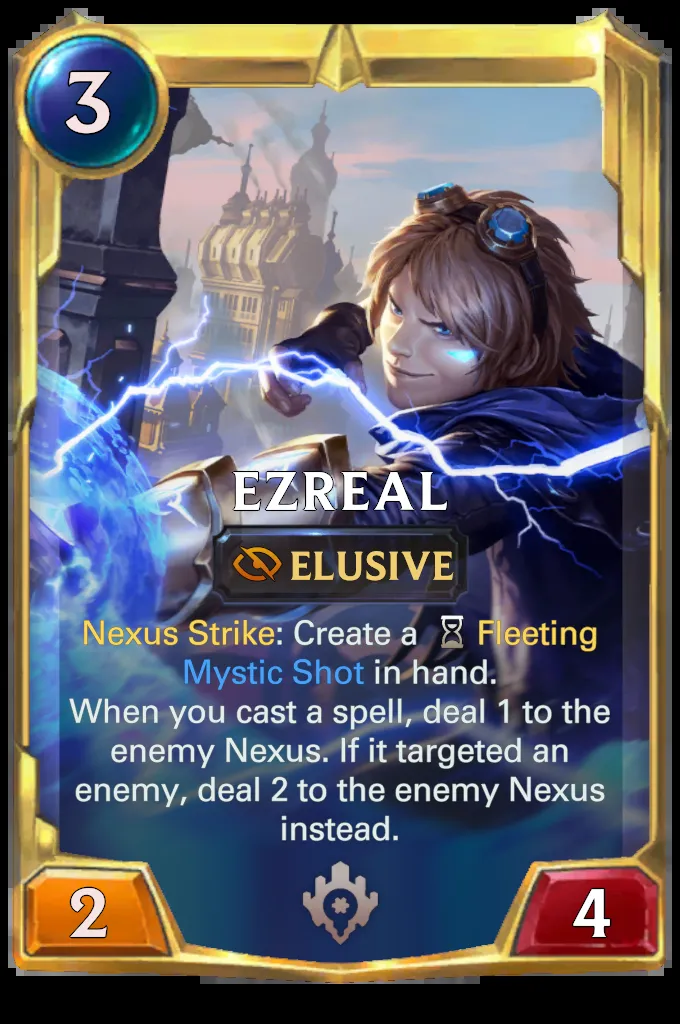 3
EZREAL
ELUSIVE
Nexus Strike: Create a Fleeting
Mystic Shot in hand.
When you cast a spell, deal 1 to the
enemy Nexus. If it targeted an
enemy, deal 2 to the enemy Nexus
instead.
2
4